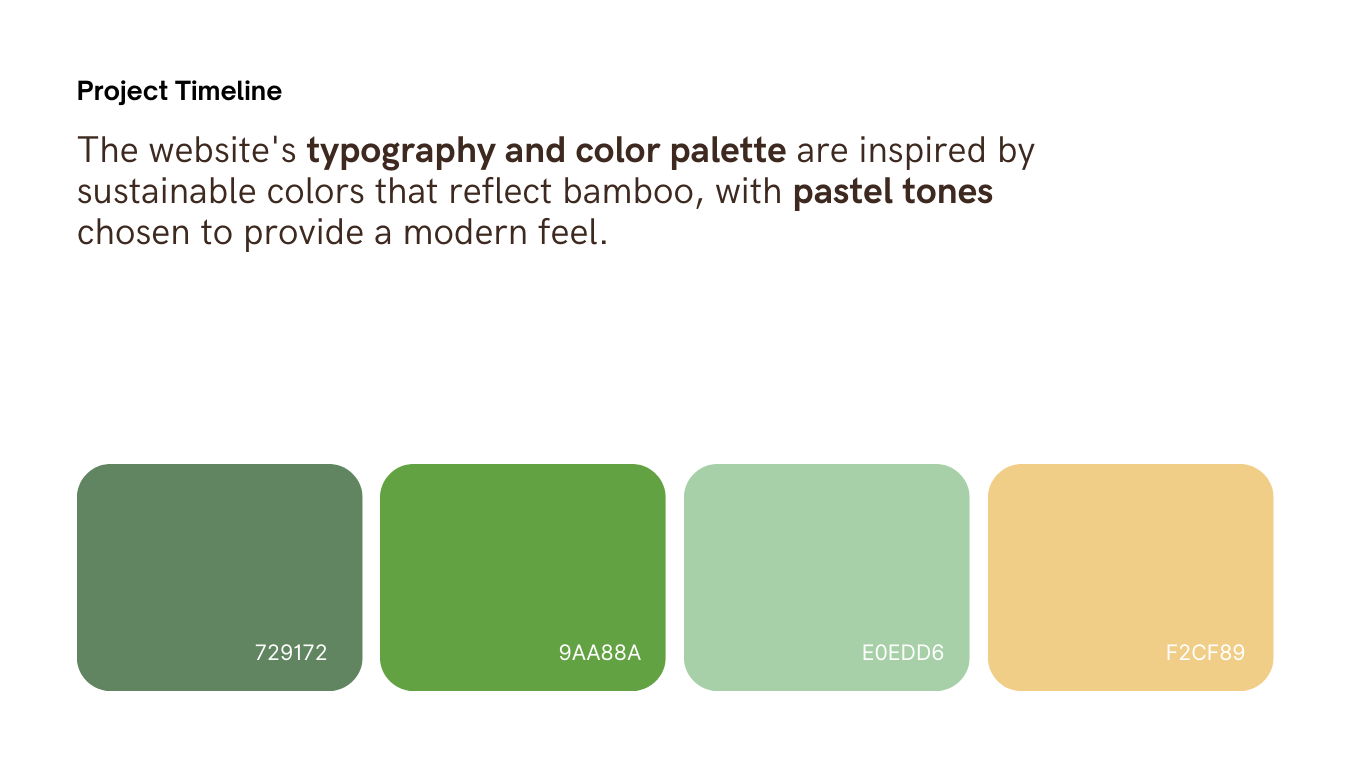 Project Timeline
The website's typography and color palette are inspired by
sustainable colors that reflect bamboo, with pastel tones
chosen to provide a modern feel.
729172
9AA88A
E0EDD6
F2CF89